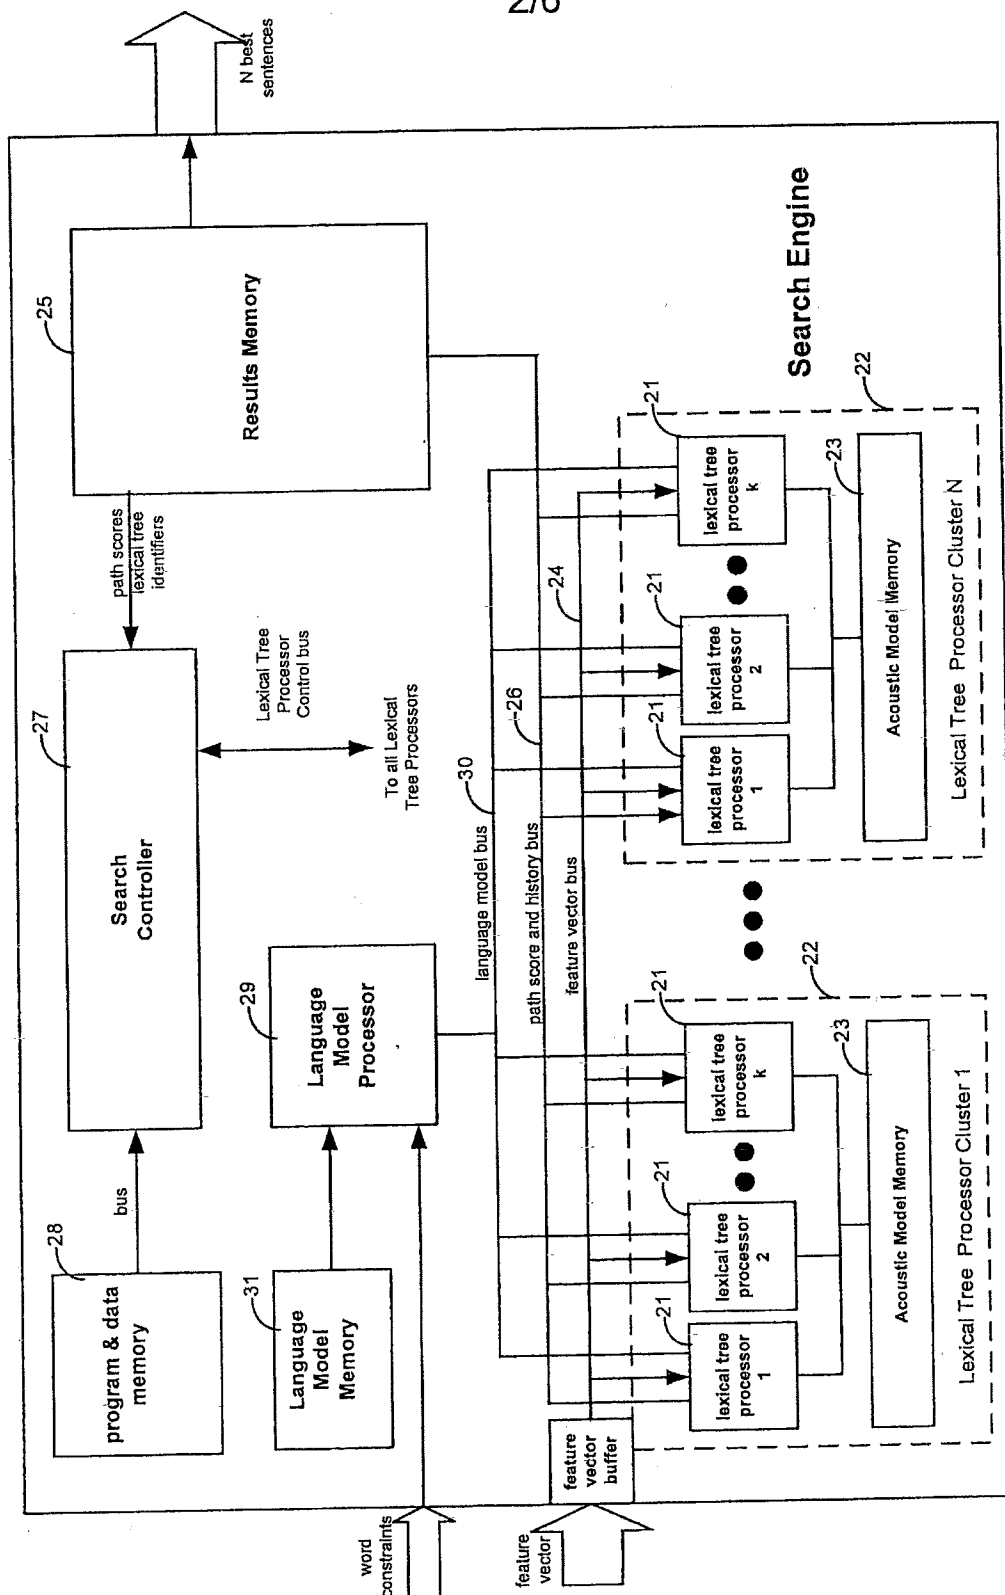 2/6
N best
sentences
25
Results Memory
path scores
lexical tree
identifiers
27
Search
Controller
Lexical Tree
Processor
Control bus
To all Lexical
Tree Processors
bus
28
program & data
memory
29
Language
Model
Processor
31
Language
Model
Memory
word
constraints
30
language model bus
26
path score and history bus
24
feature vector bus
feature
vector
buffer
feature
vector
Search Engine
22
21
lexical tree
processor
1
21
lexical tree
processor
2
21
lexical tree
processor
k
23
Acoustic Model Memory
Lexical Tree Processor Cluster 1
22
21
lexical tree
processor
1
21
lexical tree
processor
2
21
lexical tree
processor
k
23
Acoustic Model Memory
Lexical Tree Processor Cluster N